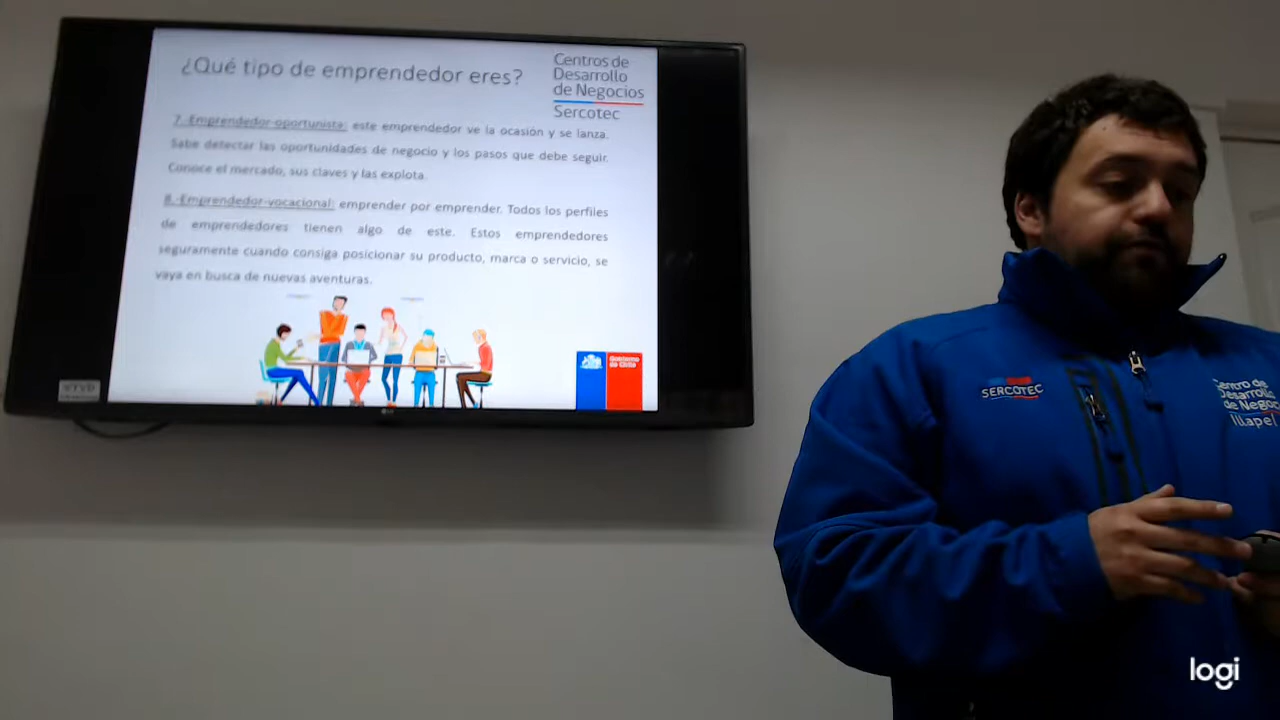 ¿Qué tipo de emprendedor eres?
Centros de
Desarrollo
de Negocios
Sercotec
7. Emprendedor oportunista: este emprendedor ve la ocasión y se lanza.
Sabe detectar las oportunidades de negocio y los pasos que debe seguir.
Conoce el mercado, sus claves y las explota.
8. Emprendedor vocacional: emprender por emprender. Todos los perfiles
de emprendedores tienen algo de este. Estos emprendedores
seguramente cuando consiga posicionar su producto, marca o servicio, se
vaya en busca de nuevas aventuras.
Gobierno
de Chile
LG
SERCOTEC
Centro de
Desarrollo
de Negoc
Illapel
logi